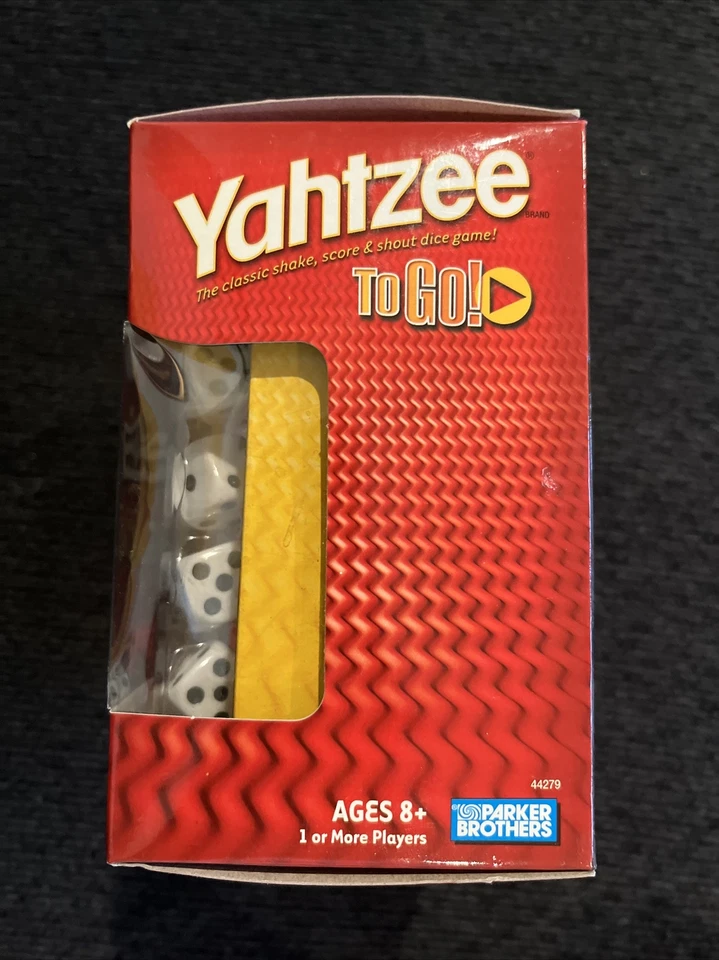 Yahtzee®
BRAND
The classic shake, score & shout dice game!
TO GO!
44279
AGES 8+
1 or More Players
PARKER
BROTHERS